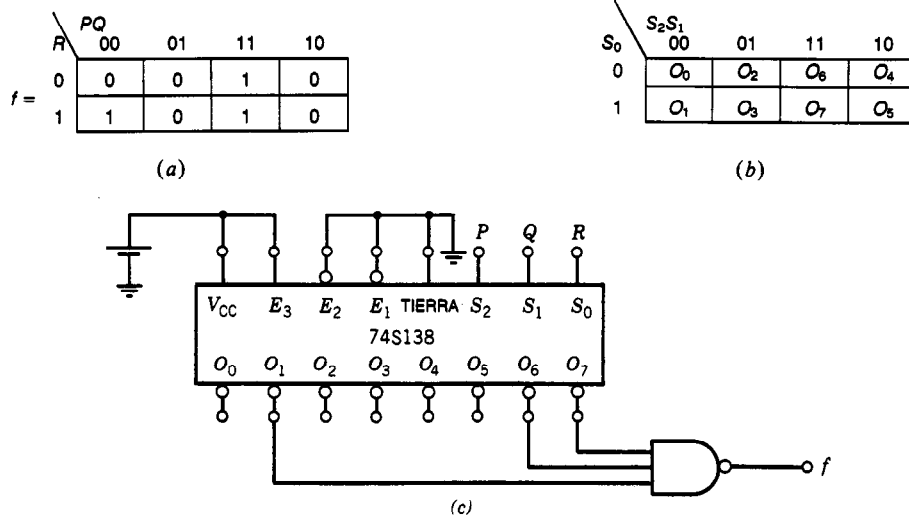 PQ
R 00 01 11 10
f = 0 0 0 1 0
1 1 0 1 0
(a)
S₂S₁
S₀ 00 01 11 10
0 O₀ O₂ O₆ O₄
1 O₁ O₃ O₇ O₅
(b)
P Q R
V_CC E₃ E₂ E₁ TIERRA S₂ S₁ S₀
74S138
O₀ O₁ O₂ O₃ O₄ O₅ O₆ O₇
f
(c)